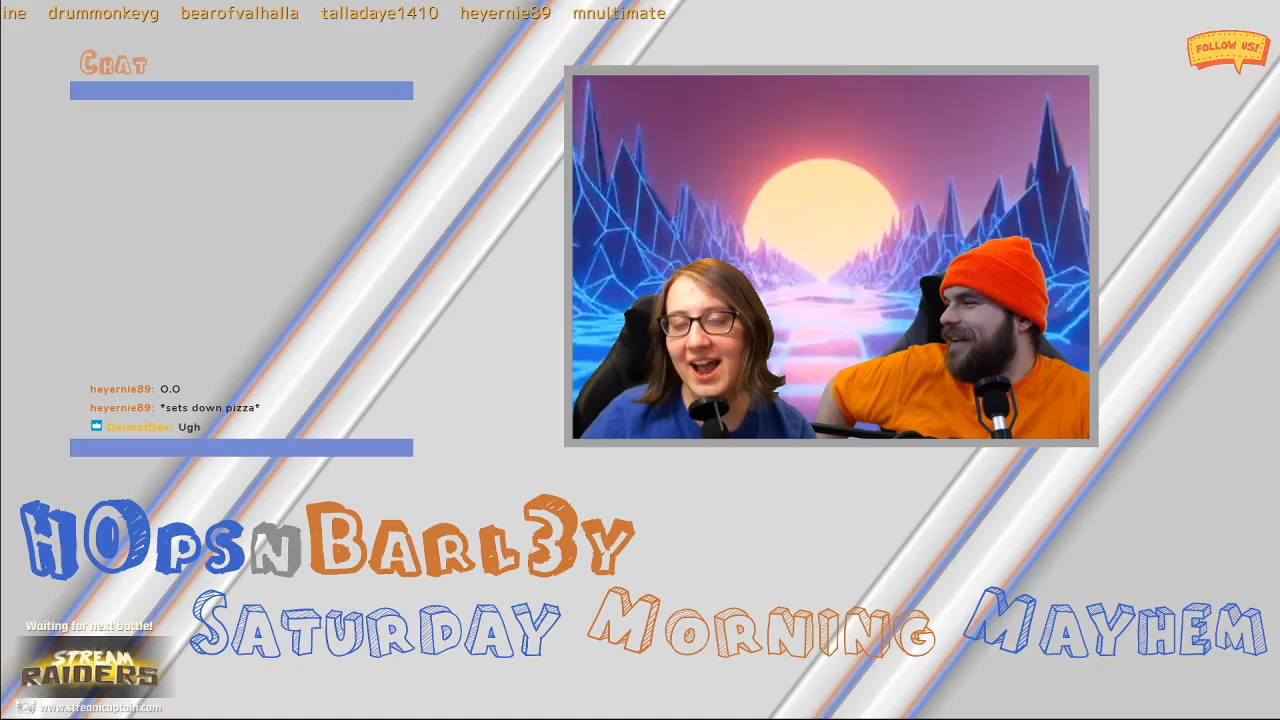 ine drummonkeyg bearofvalhalla talladaye1410 heyernie89 mnultimate
FOLLOW US!
Chat
heyernie89: O.O
heyernie89: *sets down pizza*
DermotDev: Ugh
H0psnBarl3y
Saturday Morning Mayhem
Waiting for next battle!
STREAM
RAIDERS
www.streamcaptain.com